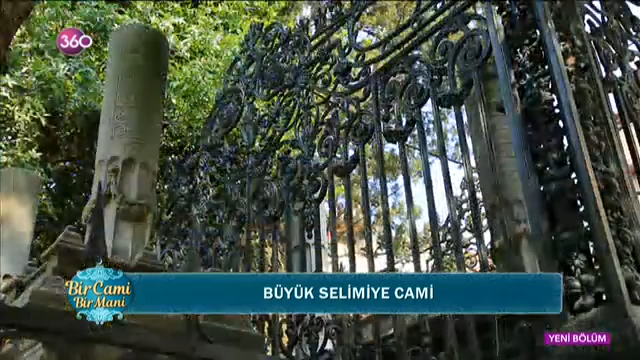 360
BÜYÜK SELİMİYE CAMİ
Bir Cami
Bir Mani
YENİ BÖLÜM